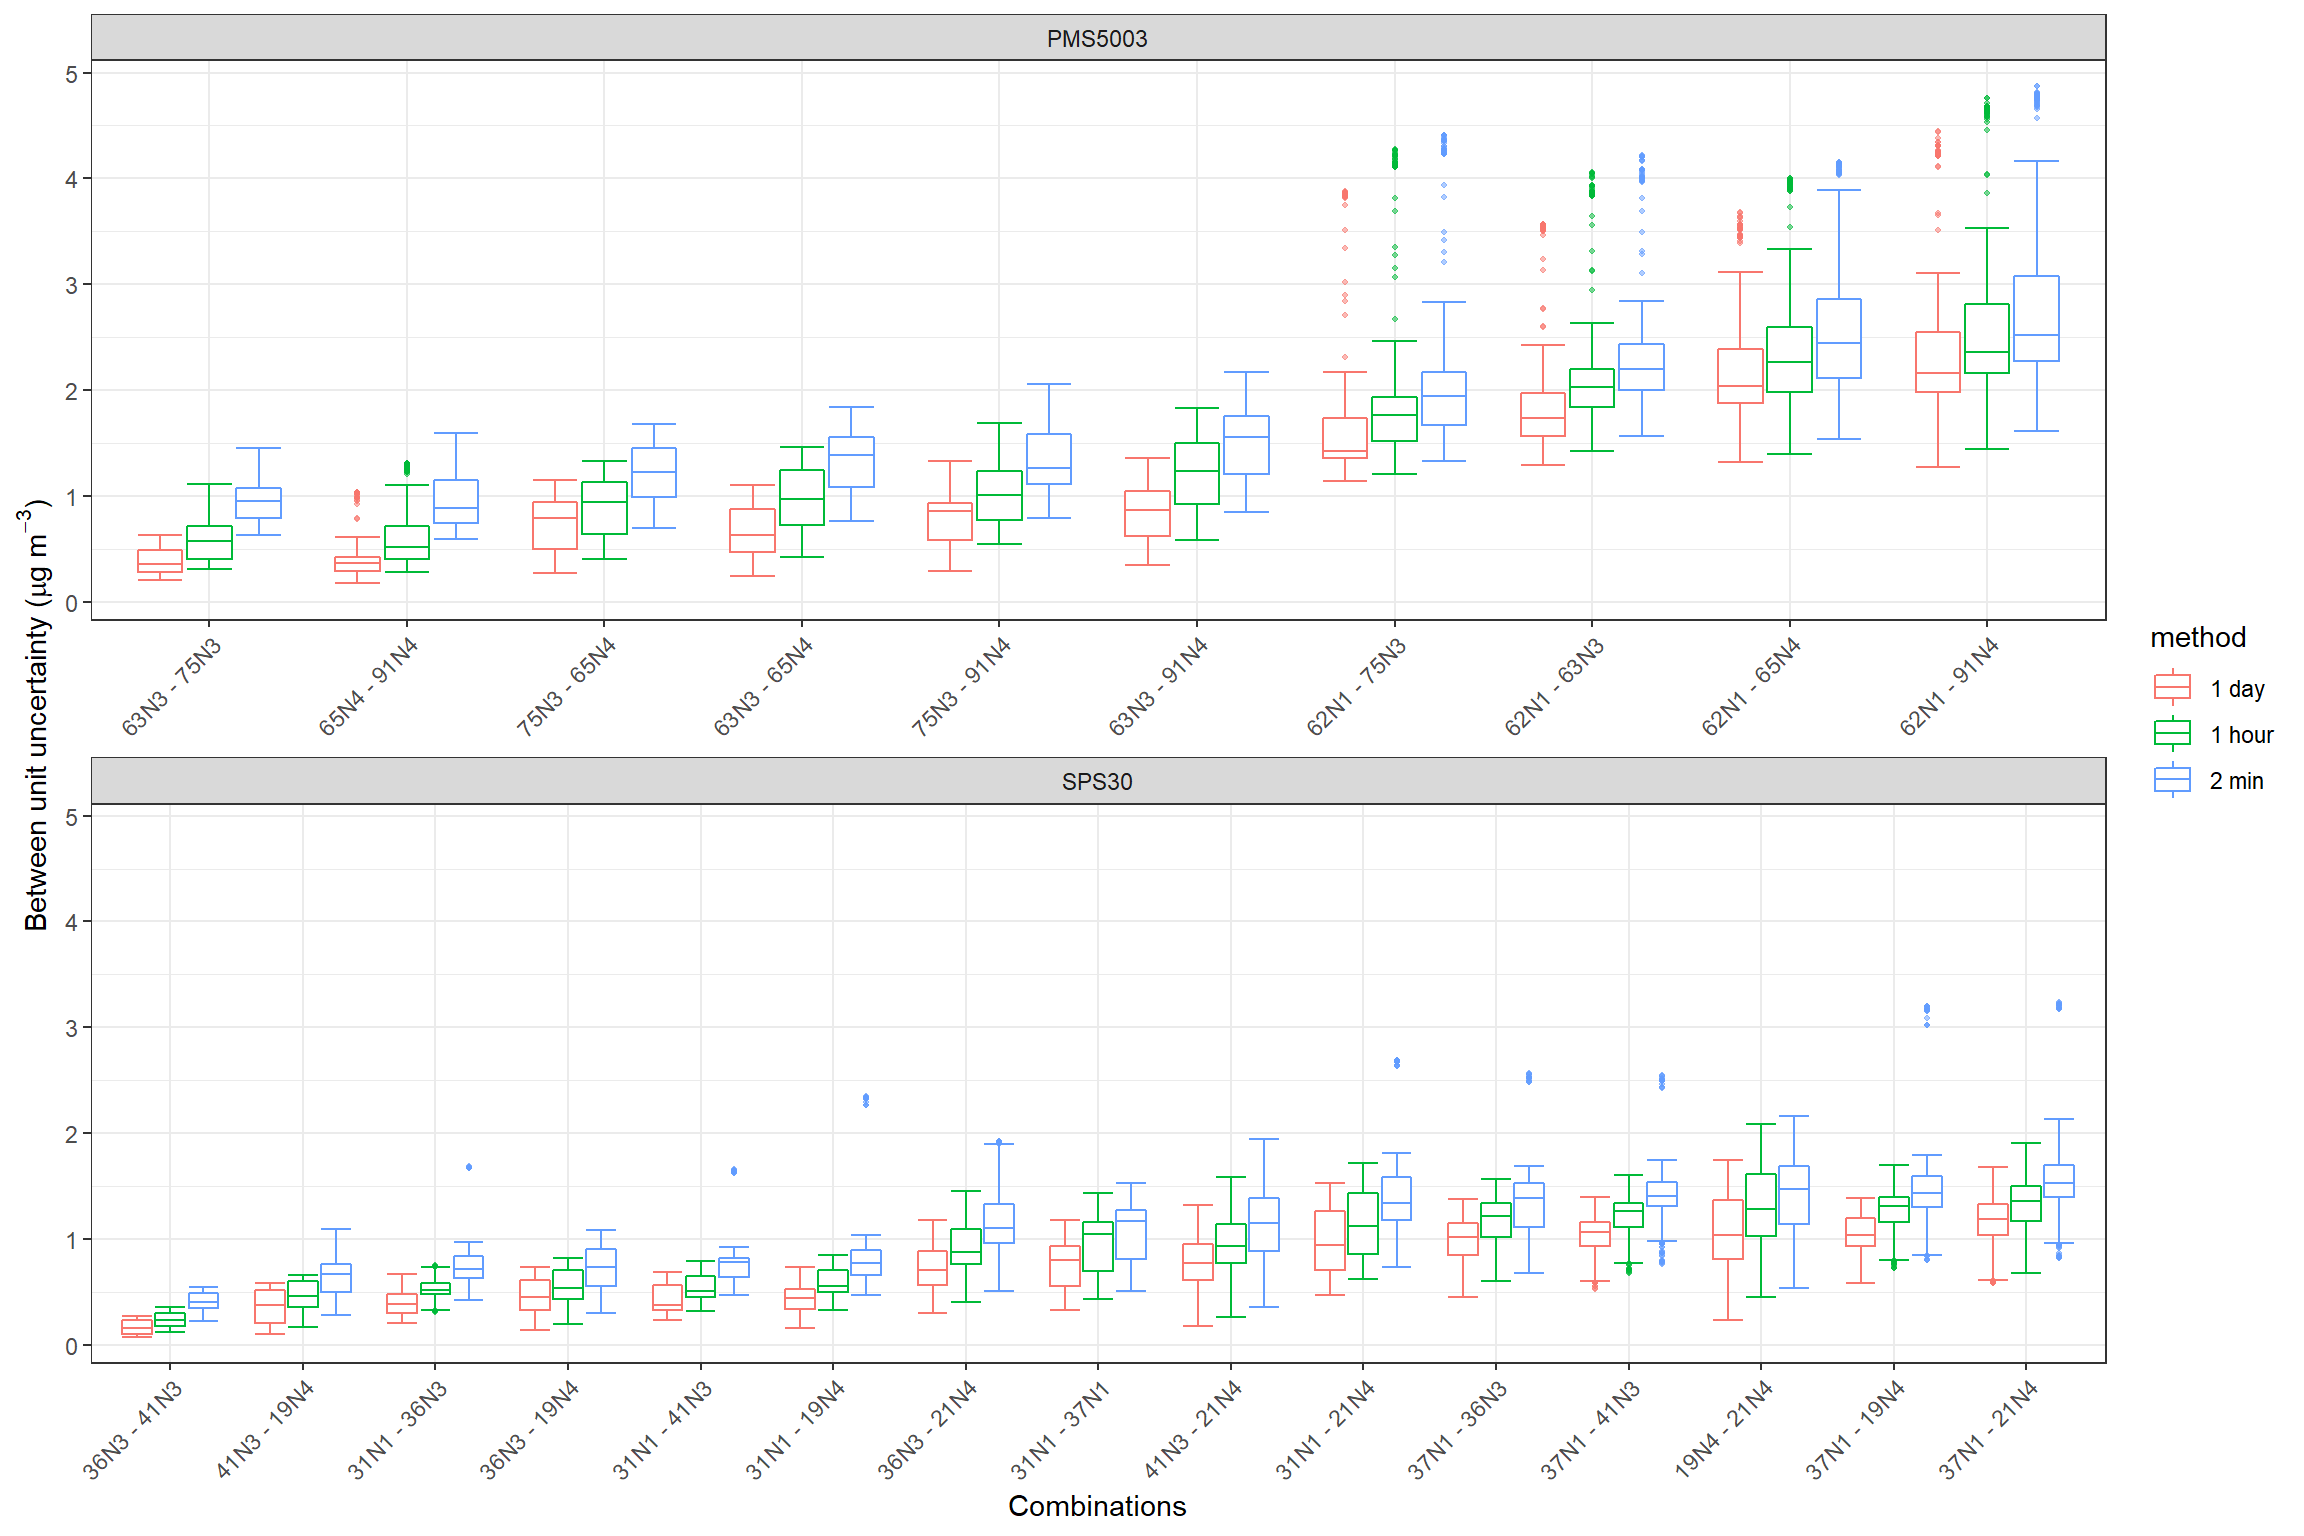 PMS5003
5
4
3
2
1
0
63N3 - 75N3
65N4 - 91N4
75N3 - 65N4
63N3 - 65N4
75N3 - 91N4
63N3 - 91N4
62N1 - 75N3
62N1 - 63N3
62N1 - 65N4
62N1 - 91N4
Between unit uncertainty (µg m⁻³)
SPS30
5
4
3
2
1
0
36N3 - 41N3
41N3 - 19N4
31N1 - 36N3
36N3 - 19N4
31N1 - 41N3
31N1 - 19N4
36N3 - 21N4
31N1 - 37N1
41N3 - 21N4
31N1 - 21N4
37N1 - 36N3
37N1 - 41N3
19N4 - 21N4
37N1 - 19N4
37N1 - 21N4
Combinations
method
1 day
1 hour
2 min